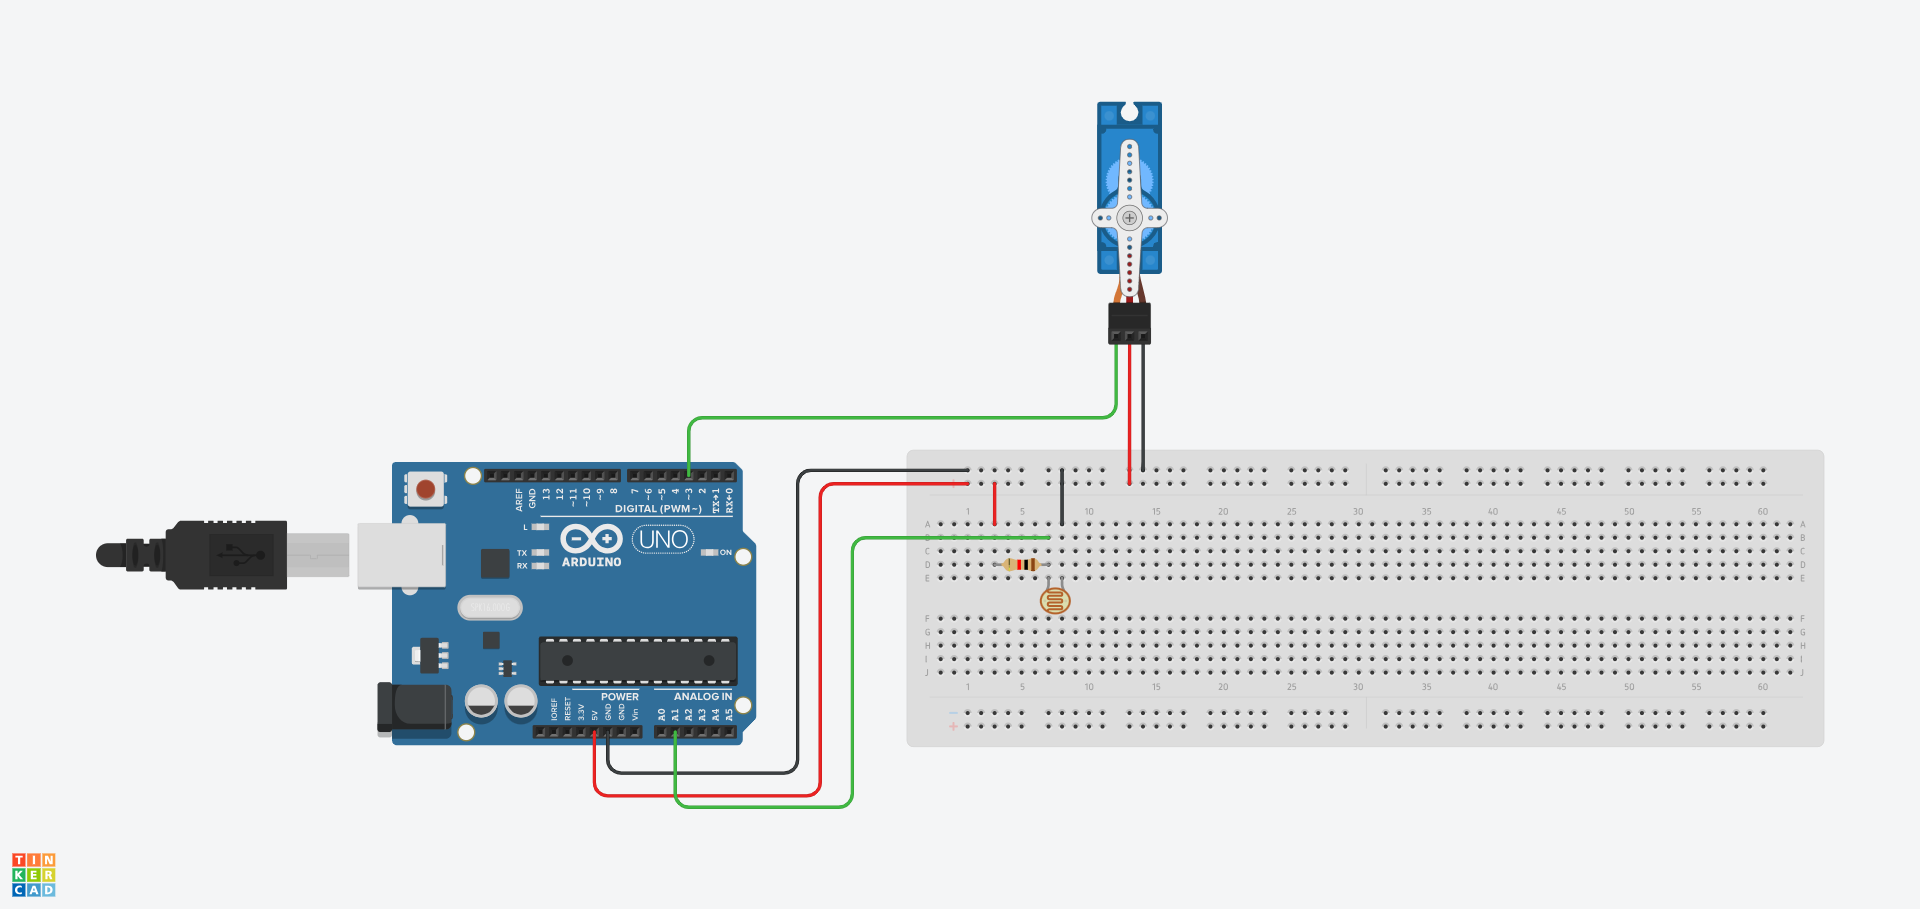 AREF
GND
13
12
~11
~10
~9
8
7
~6
~5
4
~3
2
TX→1
RX←0
DIGITAL (PWM~)
L
TX
RX
UNO
ON
ARDUINO
POWER
ANALOG IN
IOREF
RESET
3.3V
5V
GND
GND
Vin
A0
A1
A2
A3
A4
A5
1 5 10 15 20 25 30 35 40 45 50 55 60
A A
B B
C C
D D
E E
F F
G G
H H
I I
J J
1 5 10 15 20 25 30 35 40 45 50 55 60
−
+
TIN
KER
CAD